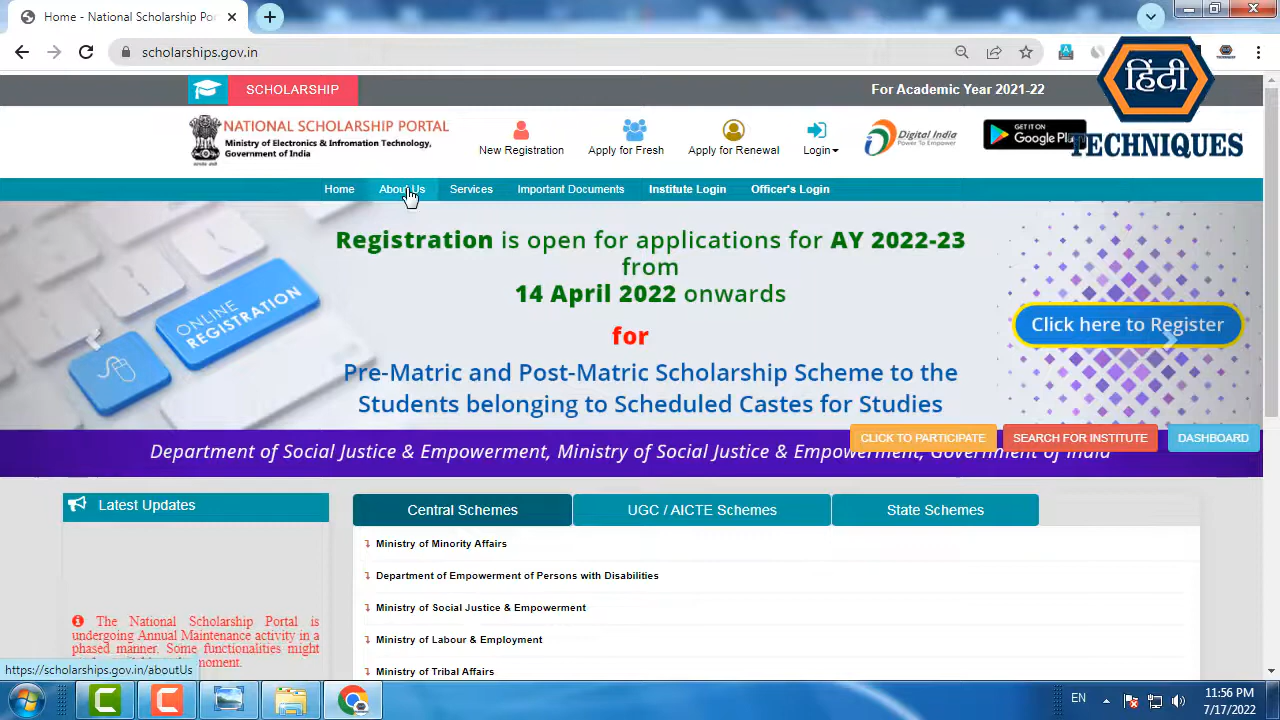 Home - National Scholarship Por
scholarships.gov.in
हिंदी
TECHNIQUES
SCHOLARSHIP
For Academic Year 2021-22
NATIONAL SCHOLARSHIP PORTAL
Ministry of Electronics & Infromation Technology,
Government of India
New Registration
Apply for Fresh
Apply for Renewal
Login
Digital India
Power To Empower
GET IT ON
Google Pl
Home
About Us
Services
Important Documents
Institute Login
Officer's Login
Registration is open for applications for AY 2022-23
from
14 April 2022 onwards
for
Pre-Matric and Post-Matric Scholarship Scheme to the
Students belonging to Scheduled Castes for Studies
ONLINE
REGISTRATION
Click here to Register
CLICK TO PARTICIPATE
SEARCH FOR INSTITUTE
DASHBOARD
Department of Social Justice & Empowerment, Ministry of Social Justice & Empowerment, Government of India
Latest Updates
Central Schemes
UGC / AICTE Schemes
State Schemes
Ministry of Minority Affairs
Department of Empowerment of Persons with Disabilities
Ministry of Social Justice & Empowerment
Ministry of Labour & Employment
Ministry of Tribal Affairs
The National Scholarship Portal is
undergoing Annual Maintenance activity in a
phased manner. Some functionalities might
moment.
https://scholarships.gov.in/aboutUs
EN
11:56 PM
7/17/2022